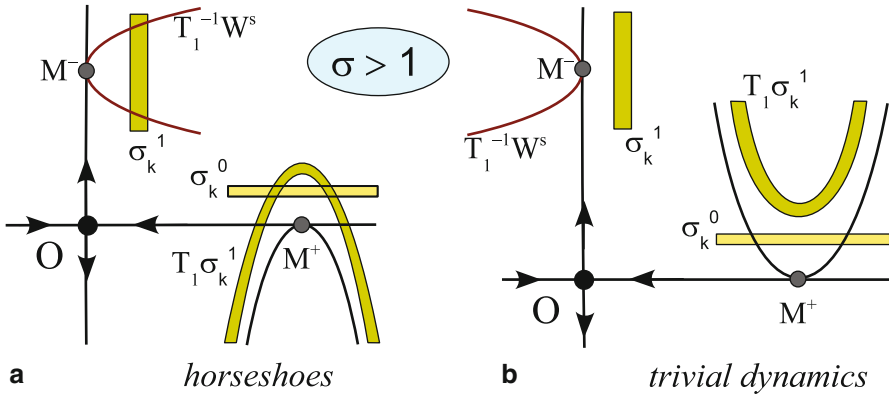 T₁⁻¹Wˢ
M⁻
σₖ¹
σₖ⁰
O
T₁σₖ¹
M⁺
a
horseshoes
σ > 1
M⁻
T₁⁻¹Wˢ
σₖ¹
T₁σₖ¹
σₖ⁰
O
M⁺
b
trivial dynamics